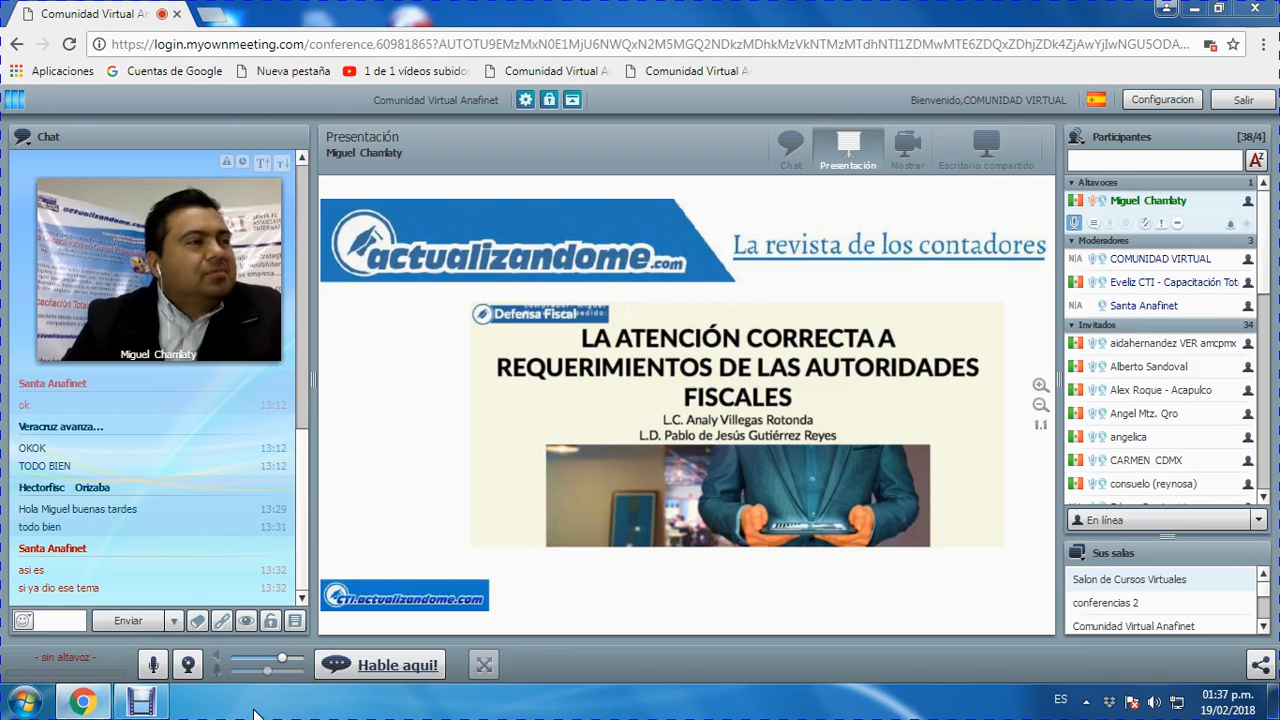 Comunidad Virtual An
https://login.myownmeeting.com/conference,60981865?AUTOTU9EMzMxN0E1MjU6NWQxN2M5MGQ2NDkzMDhkMzVkNTMzMTdhNTI1ZDMwMTE6ZDQxZDhjZDk4ZjAwYjIwNGU5ODA...
Aplicaciones
Cuentas de Google
Nueva pestaña
1 de 1 vídeos subidos
Comunidad Virtual A
Comunidad Virtual A
Comunidad Virtual Anafinet
Bienvenido,COMUNIDAD VIRTUAL
Configuracion
Salir
Chat
actualizandome.com
Miguel Chamlaty
Santa Anafinet
ok 13:12
Veracruz avanza...
OKOK 13:12
TODO BIEN 13:12
Hectorfisc Orizaba
Hola Miguel buenas tardes 13:29
todo bien 13:31
Santa Anafinet
asi es 13:32
si ya dio ese tema 13:32
Enviar
- sin altavoz -
Hable aqui!
Presentación
Miguel Chamlaty
Chat
Presentación
Mostrar
Escritorio compartido
actualizandome.com
La revista de los contadores
Defensa Fiscal
LA ATENCIÓN CORRECTA A
REQUERIMIENTOS DE LAS AUTORIDADES
FISCALES
L.C. Analy Villegas Rotonda
L.D. Pablo de Jesús Gutiérrez Reyes
CTI.actualizandome.com
1.1
Participantes [38/4]
Altavoces 1
Miguel Chamlaty
Moderadores 3
N/A COMUNIDAD VIRTUAL
Eveliz CTI - Capacitación Tot
N/A Santa Anafinet
Invitados 34
aidahernandez VER amcpmx
Alberto Sandoval
Alex Roque - Acapulco
Angel Mtz. Qro
angelica
CARMEN CDMX
consuelo (reynosa)
En línea
Sus salas
Salon de Cursos Virtuales
conferencias 2
Comunidad Virtual Anafinet
ES
01:37 p.m.
19/02/2018